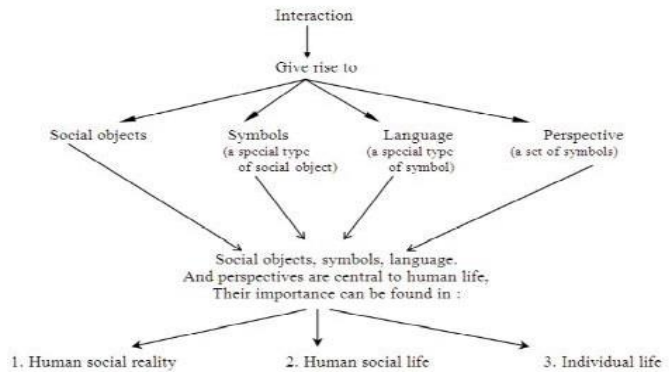 Interaction
Give rise to
Social objects
Symbols
(a special type
of social object)
Language
(a special type
of symbol)
Perspective
(a set of symbols)
Social objects, symbols, language.
And perspectives are central to human life,
Their importance can be found in :
1. Human social reality
2. Human social life
3. Individual life